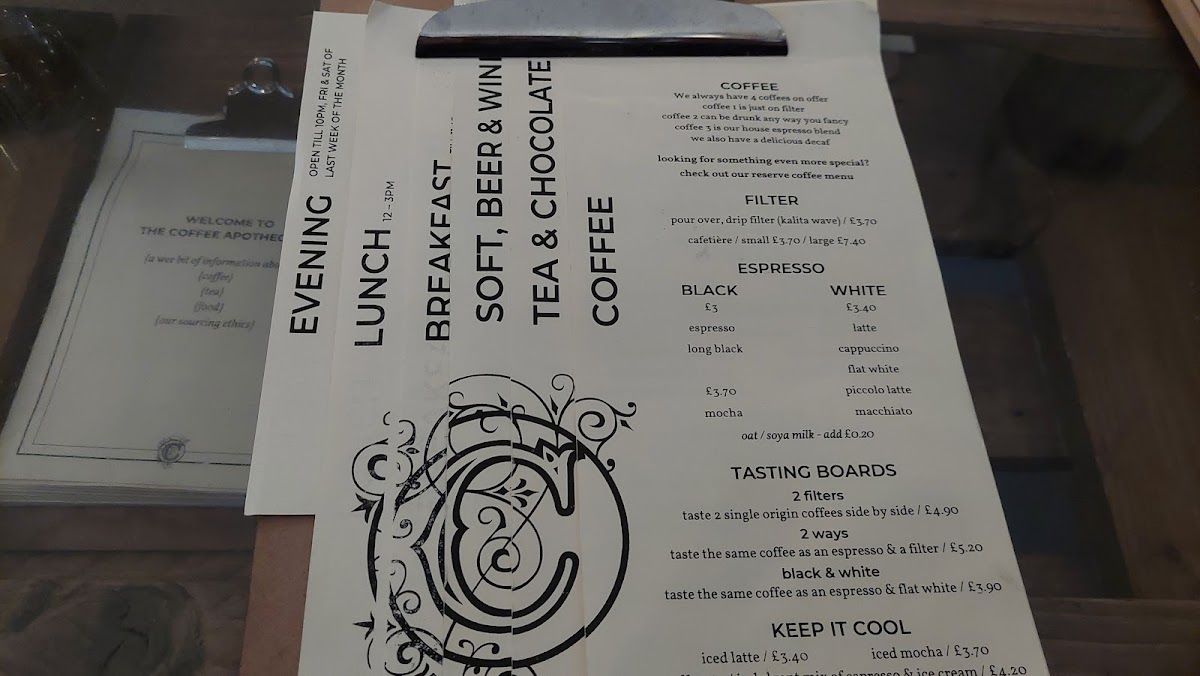 WELCOME TO
THE COFFEE APOTHEC
{a wee bit of information abo
{coffee}
{tea}
{food}
{our sourcing ethics}
EVENING
OPEN TILL 10PM, FRI & SAT OF
LAST WEEK OF THE MONTH
LUNCH 12 – 3PM
BREAKFAST
SOFT, BEER & WIN
TEA & CHOCOLATE
COFFEE
COFFEE
We always have 4 coffees on offer
coffee 1 is just on filter
coffee 2 can be drunk any way you fancy
coffee 3 is our house espresso blend
we also have a delicious decaf
looking for something even more special?
check out our reserve coffee menu
FILTER
pour over, drip filter (kalita wave) / £3.70
cafetière / small £3.70 / large £7.40
ESPRESSO
BLACK WHITE
£3 £3.40
espresso latte
long black cappuccino
flat white
£3.70 piccolo latte
mocha macchiato
oat / soya milk - add £0.20
TASTING BOARDS
2 filters
taste 2 single origin coffees side by side / £4.90
2 ways
taste the same coffee as an espresso & a filter / £5.20
black & white
taste the same coffee as an espresso & flat white / £3.90
KEEP IT COOL
iced latte / £3.40 iced mocha / £3.70
of espresso & ice cream / £4.20